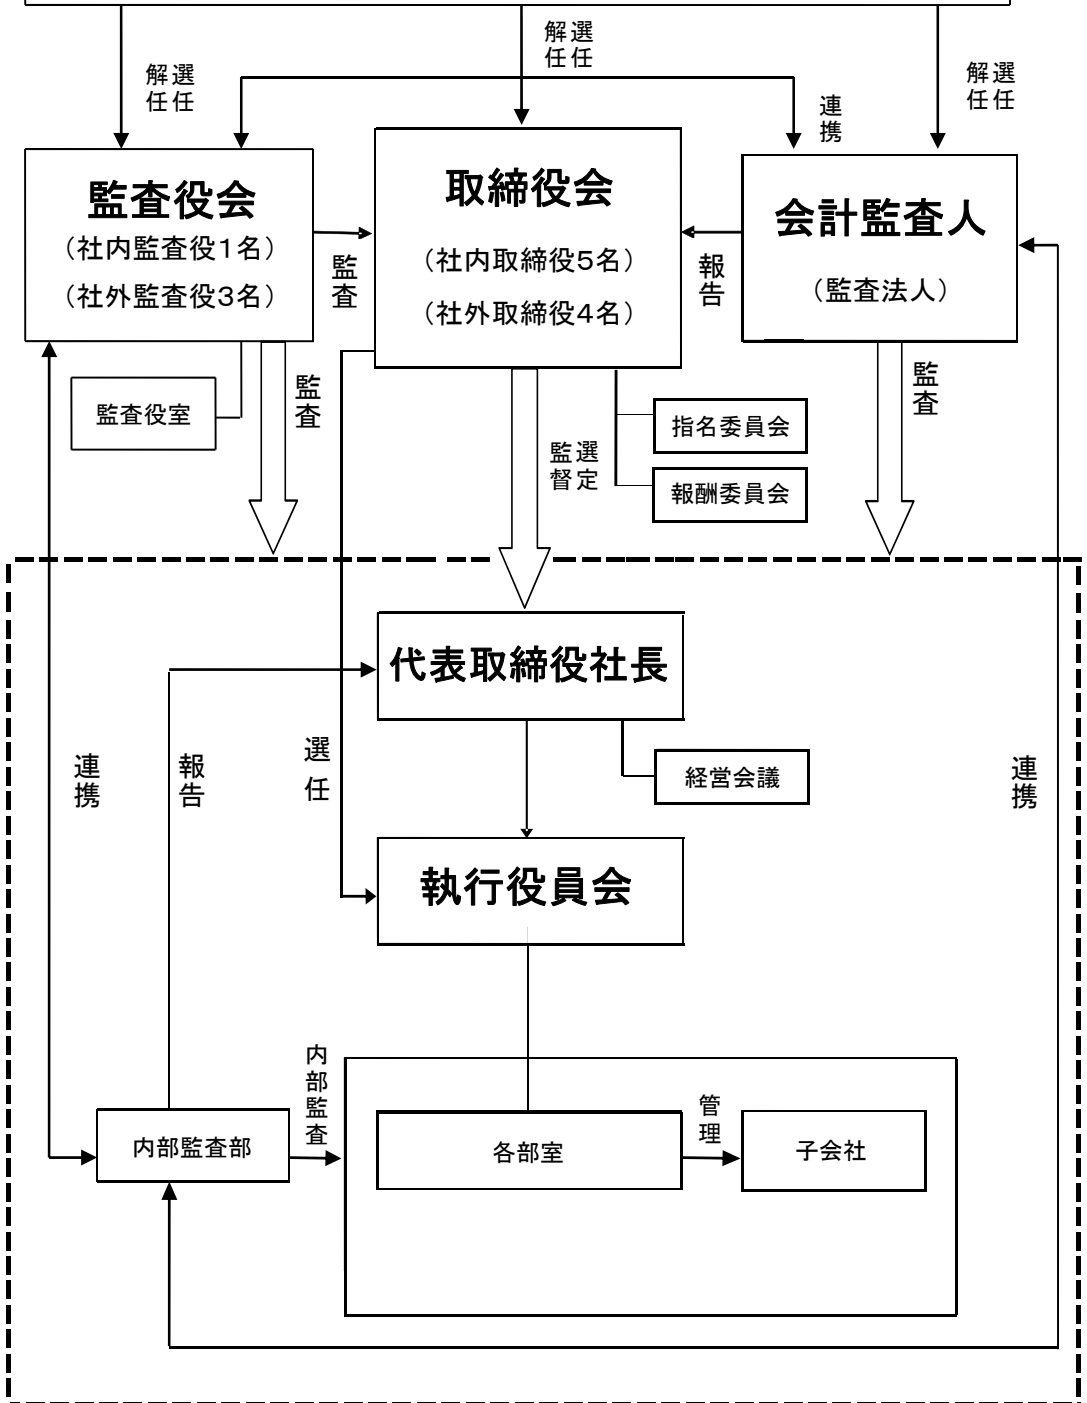 選任
解任
選任
解任
選任
解任
連携
監査役会
（社内監査役1名）
（社外監査役3名）
監査
取締役会
（社内取締役5名）
（社外取締役4名）
報告
会計監査人
（監査法人）
監査役室
監査
選定
監督
指名委員会
報酬委員会
監査
代表取締役社長
経営会議
連携
報告
選任
連携
執行役員会
内部監査部
内部監査
各部室
管理
子会社